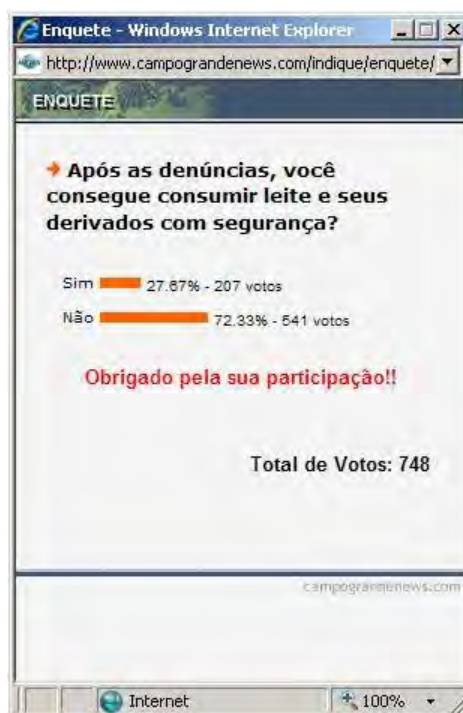 Enquete - Windows Internet Explorer
http://www.campograndenews.com/indique/enquete/
ENQUETE
Após as denúncias, você
consegue consumir leite e seus
derivados com segurança?
Sim 27.67% - 207 votos
Não 72.33% - 541 votos
Obrigado pela sua participação!!
Total de Votos: 748
campograndenews.com
Internet 100%